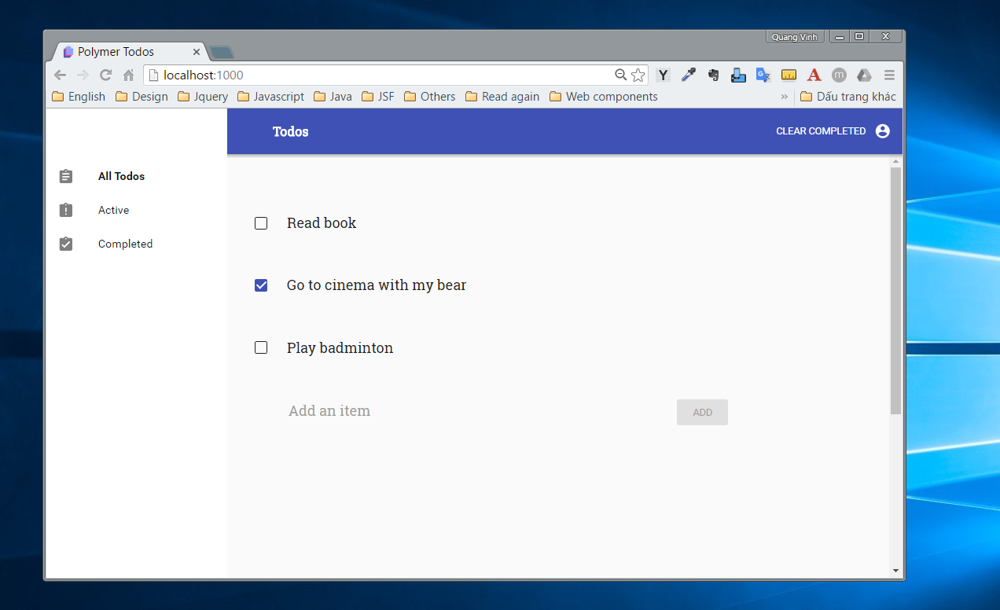 Quang Vinh
Polymer Todos
localhost:1000
Y A m
English Design Jquery Javascript Java JSF Others Read again Web components » Dấu trang khác
Todos CLEAR COMPLETED
All Todos
Active
Completed
Read book
Go to cinema with my bear
Play badminton
Add an item ADD